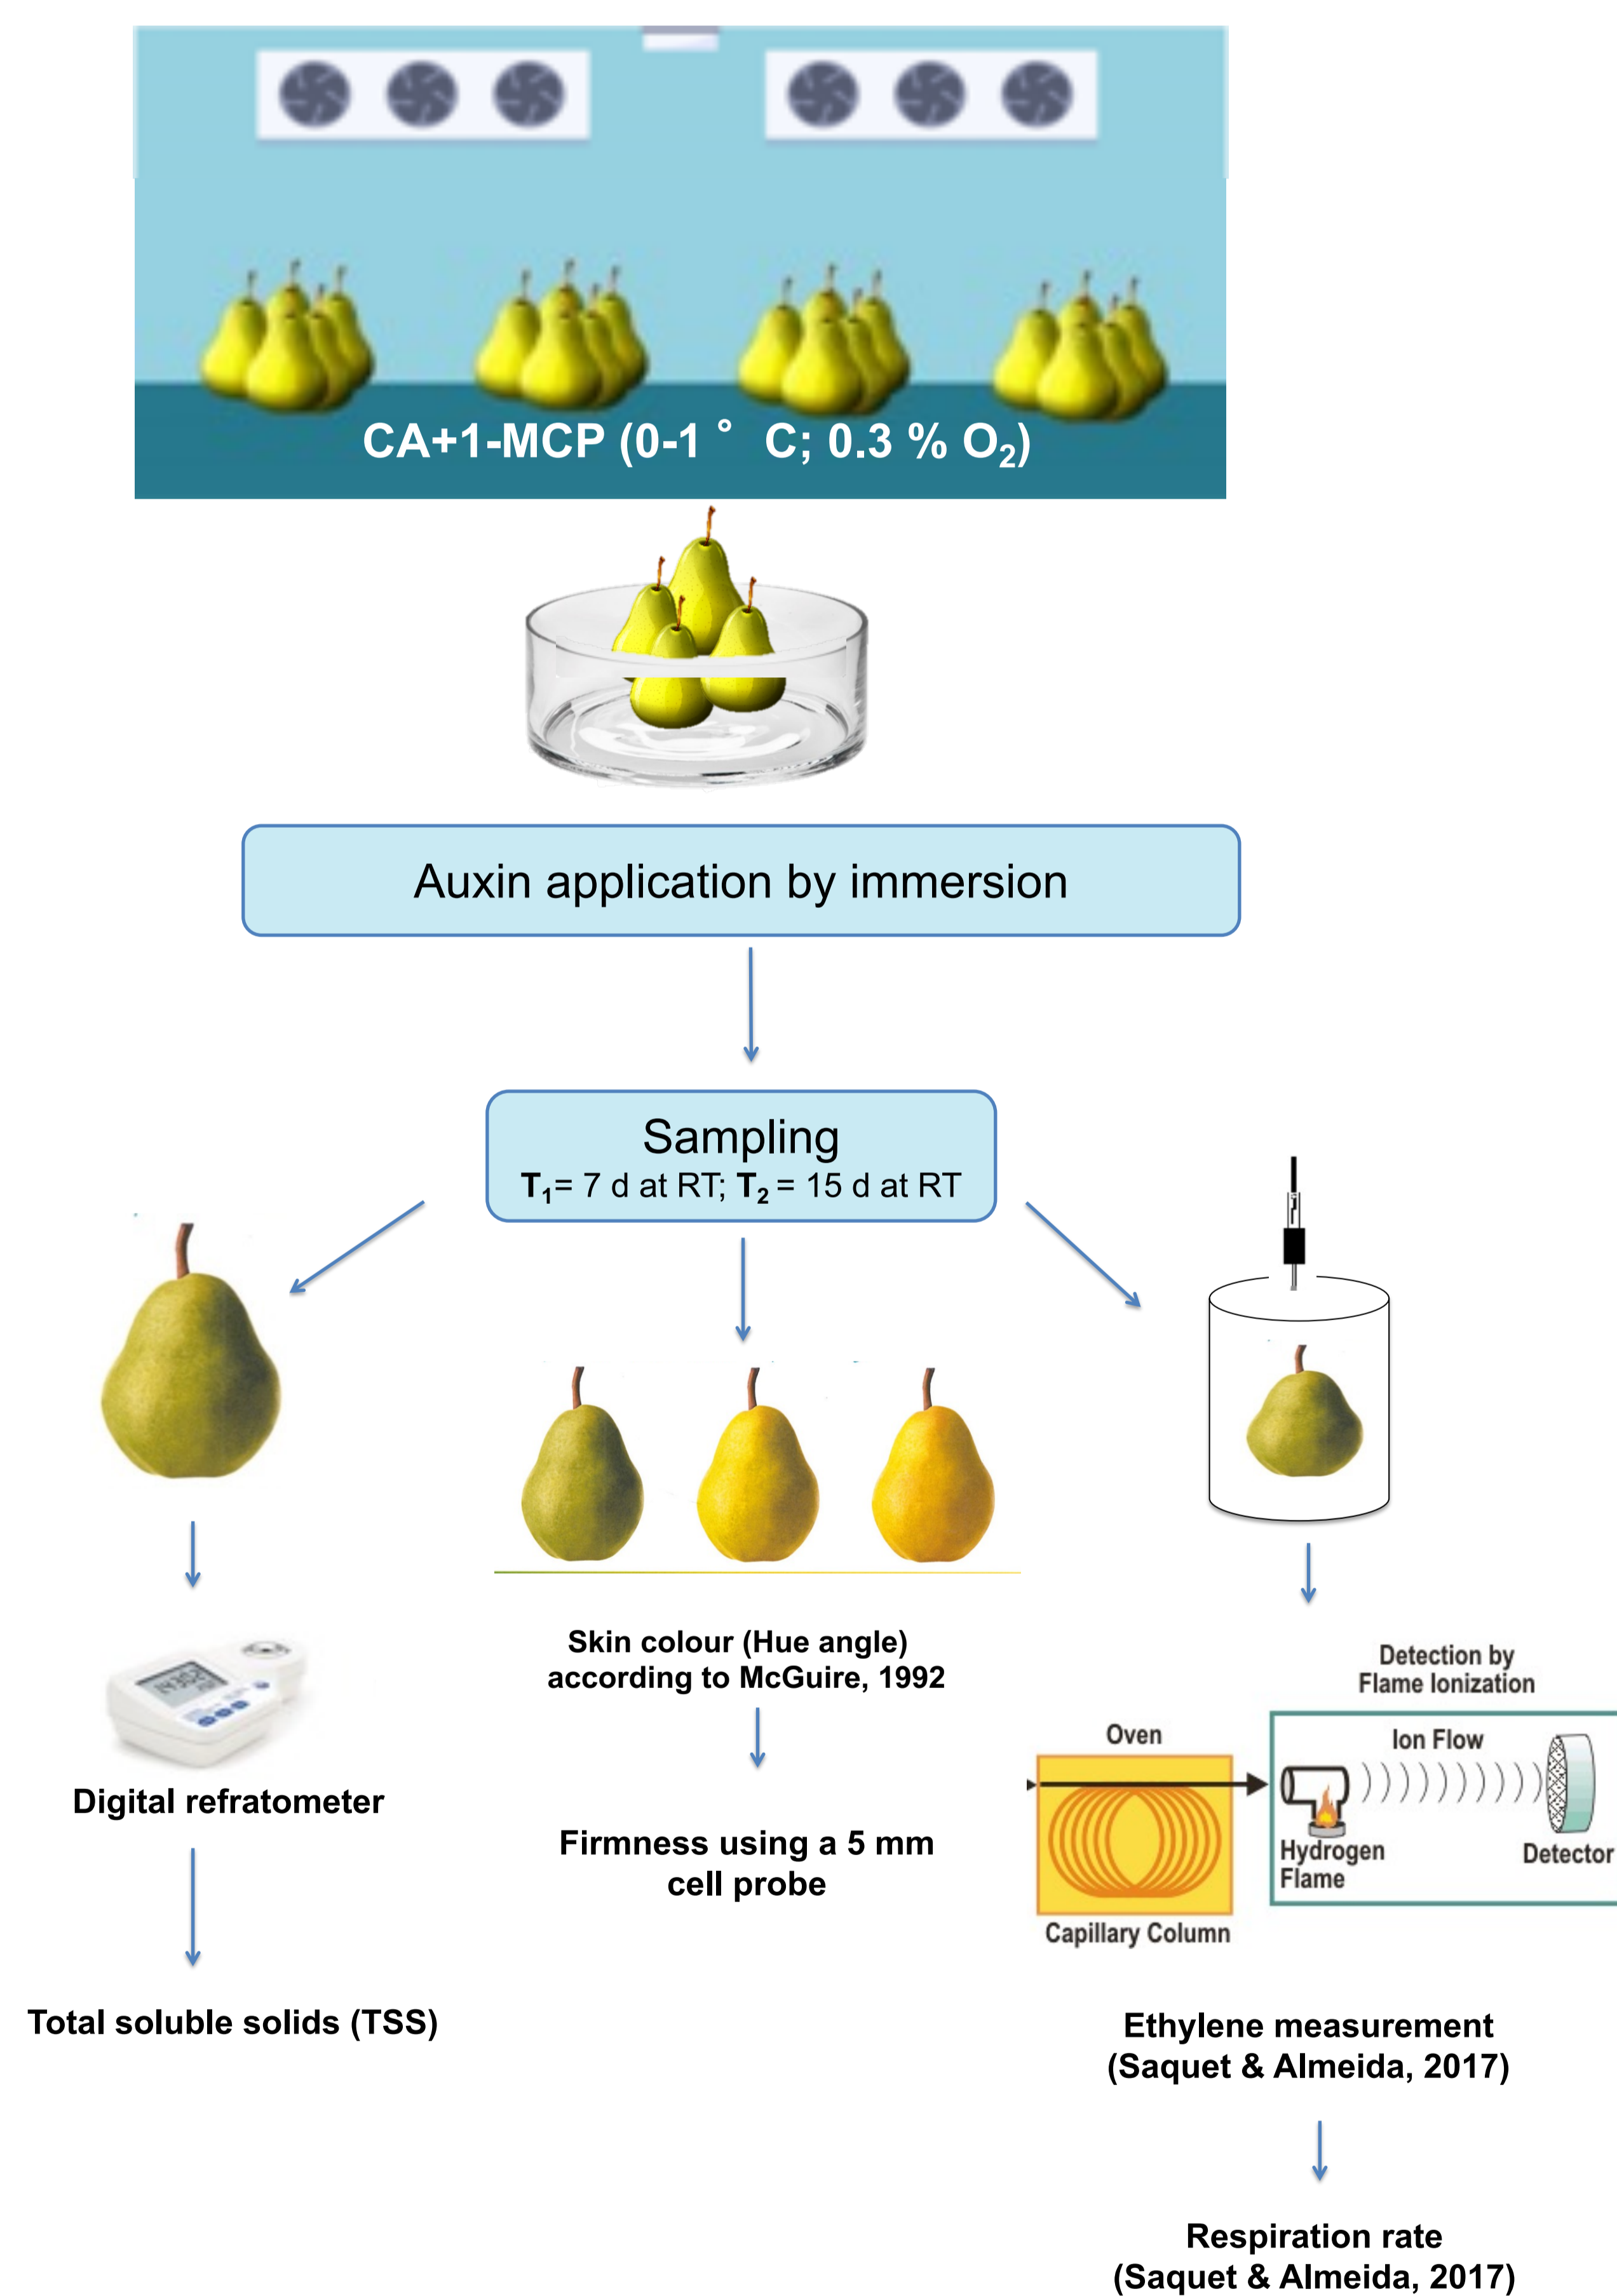 CA+1-MCP (0-1 ° C; 0.3 % O₂)
Auxin application by immersion
Sampling
T₁= 7 d at RT; T₂ = 15 d at RT
Skin colour (Hue angle)
according to McGuire, 1992
Firmness using a 5 mm
cell probe
Digital refratometer
Total soluble solids (TSS)
Detection by
Flame Ionization
Oven
Ion Flow
Hydrogen
Flame
Detector
Capillary Column
Ethylene measurement
(Saquet & Almeida, 2017)
Respiration rate
(Saquet & Almeida, 2017)